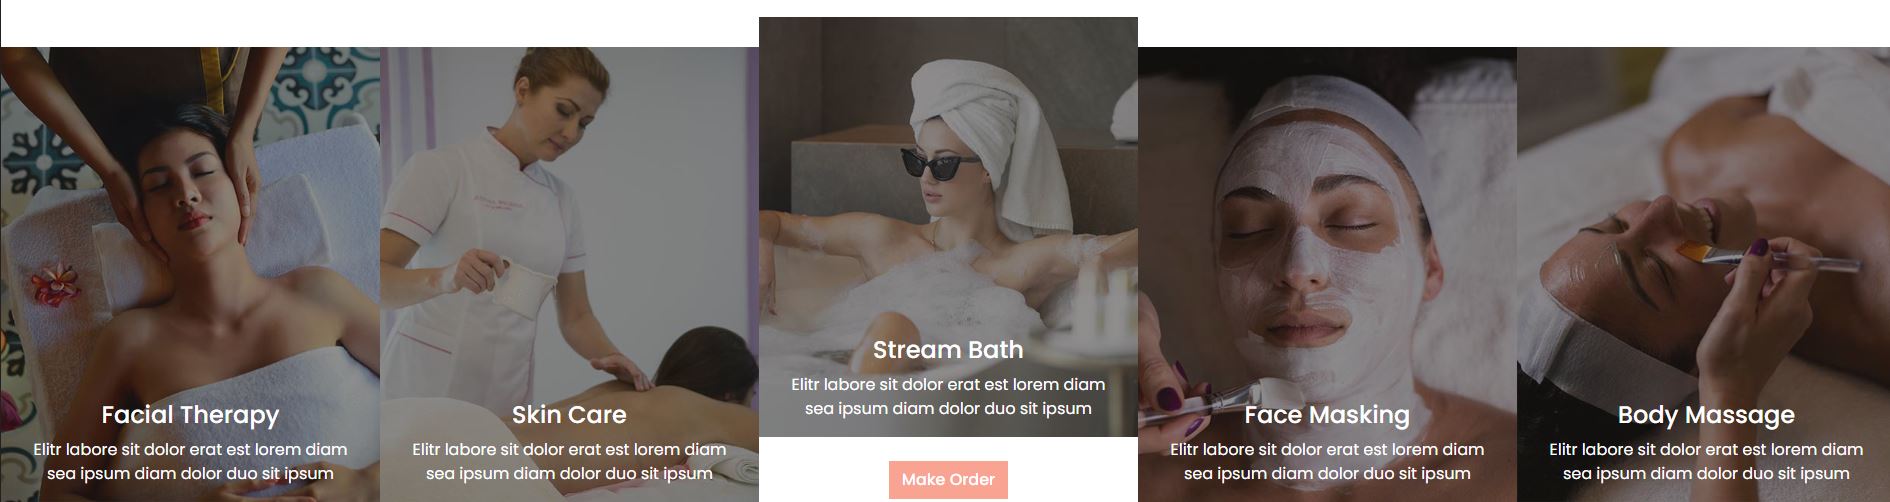 Facial Therapy
Elitr labore sit dolor erat est lorem diam
sea ipsum diam dolor duo sit ipsum
Skin Care
Elitr labore sit dolor erat est lorem diam
sea ipsum diam dolor duo sit ipsum
Stream Bath
Elitr labore sit dolor erat est lorem diam
sea ipsum diam dolor duo sit ipsum
Make Order
Face Masking
Elitr labore sit dolor erat est lorem diam
sea ipsum diam dolor duo sit ipsum
Body Massage
Elitr labore sit dolor erat est lorem diam
sea ipsum diam dolor duo sit ipsum